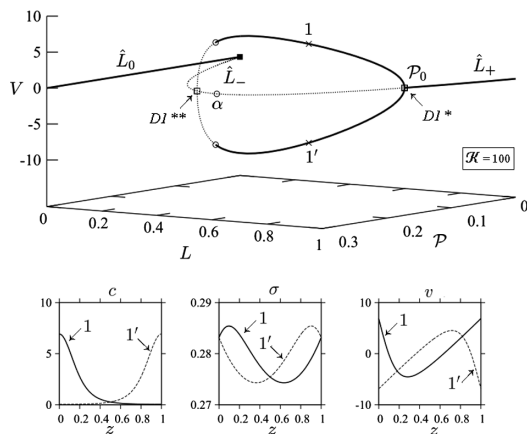 10
5
V 0
-5
-10
L̂₀
L̂₋
L̂₊
1
1′
𝒫₀
α
D1**
D1*
𝒦 = 100
0 0.2 0.4 0.6 0.8 1
L
0.3 0.2 0.1 0
𝒫
c σ v
10 5 0
1 1′
0 0.2 0.4 0.6 0.8 1
z
0.29 0.28 0.27
1 1′
0 0.2 0.4 0.6 0.8 1
z
10 0 -10
1 1′
0 0.2 0.4 0.6 0.8 1
z